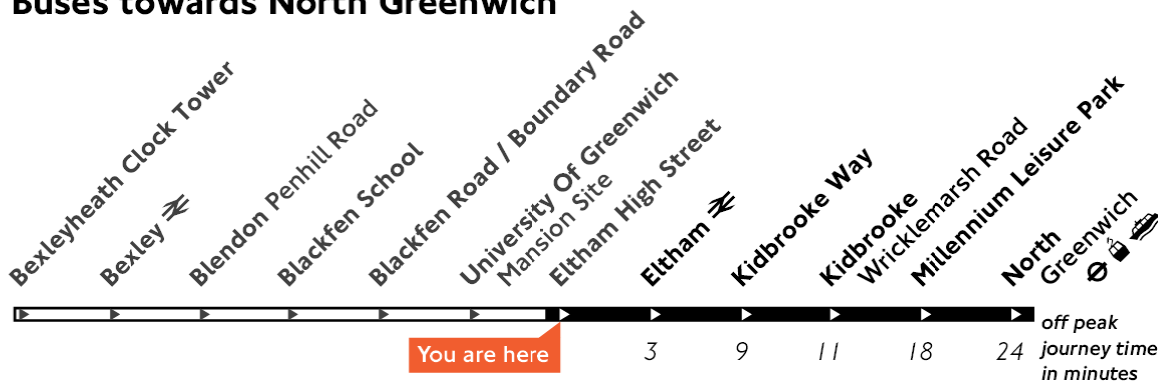 Buses towards North Greenwich
Bexleyheath Clock Tower
Bexley
Blendon Penhill Road
Blackfen School
Blackfen Road / Boundary Road
University Of Greenwich
Mansion Site
Eltham High Street
Eltham
Kidbrooke Way
Kidbrooke
Wricklemarsh Road
Millennium Leisure Park
North
Greenwich
You are here
3
9
11
18
24
off peak
journey time
in minutes